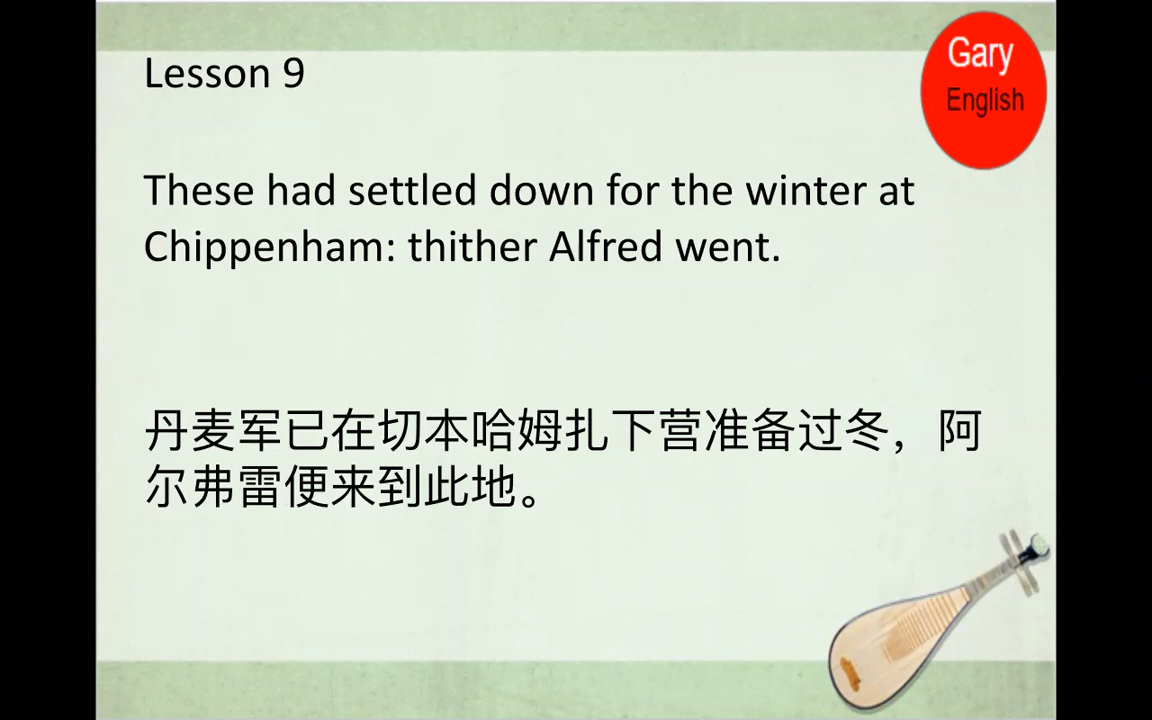 Lesson 9
Gary
English
These had settled down for the winter at
Chippenham: thither Alfred went.
丹麦军已在切本哈姆扎下营准备过冬，阿
尔弗雷便来到此地。